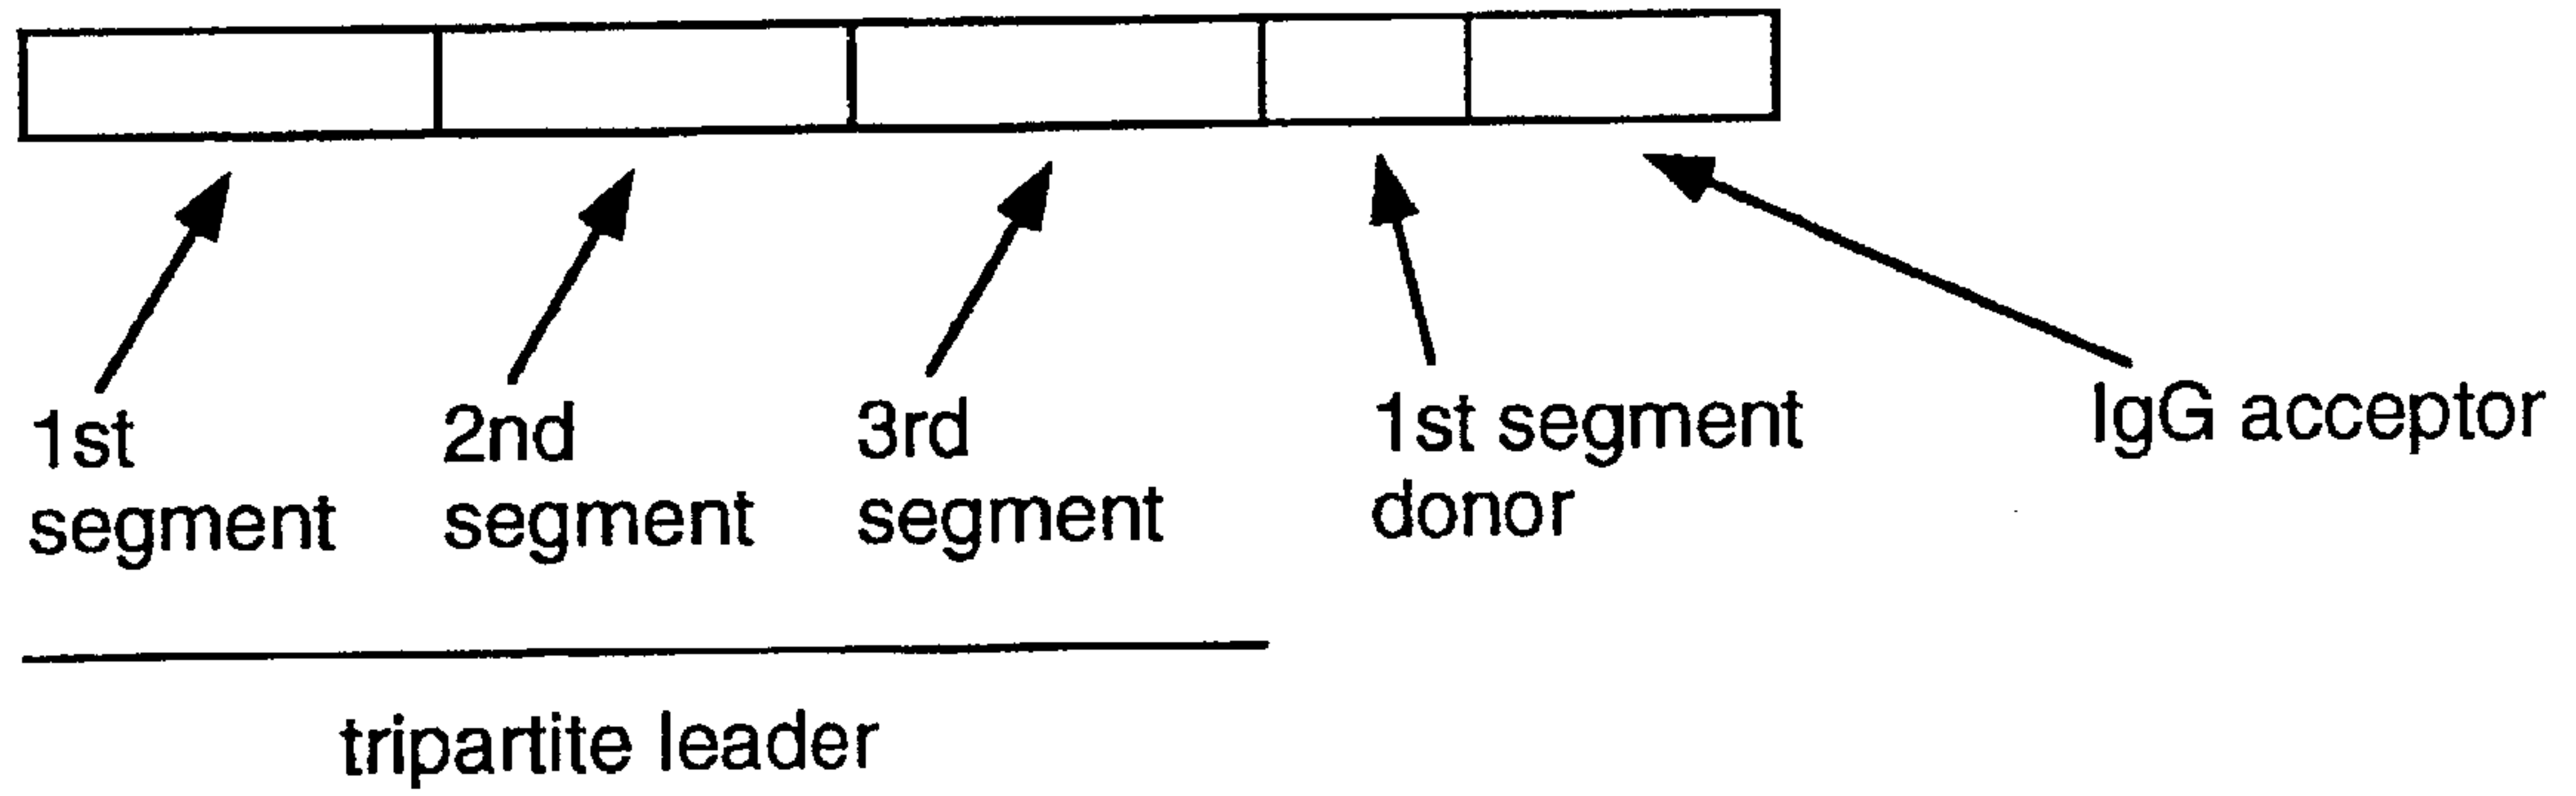 1st
segment
2nd
segment
3rd
segment
1st segment
donor
IgG acceptor
tripartite leader